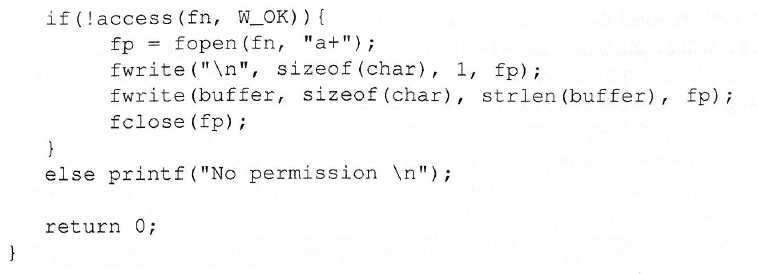 if(!access(fn, W_OK)){
fp = fopen(fn, "a+");
fwrite("\n", sizeof(char), 1, fp);
fwrite(buffer, sizeof(char), strlen(buffer), fp);
fclose(fp);
}
else printf("No permission \n");
return 0;
}